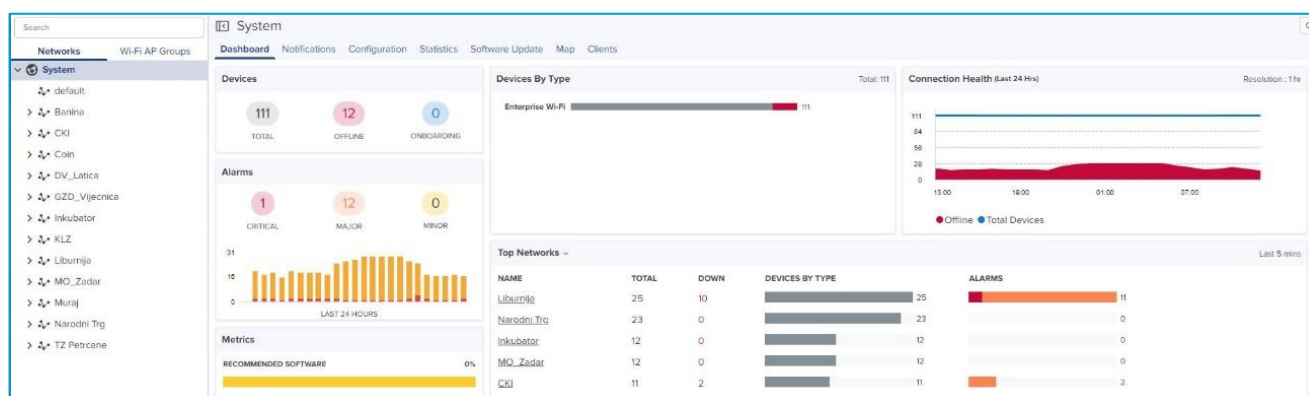 Search
Networks Wi-Fi AP Groups
System
default
Banina
CKI
Coin
DV_Latica
GZD_Vijecnica
Inkubator
KLZ
Liburnija
MO_Zadar
Muraj
Narodni Trg
TZ Petrcane
System
Dashboard Notifications Configuration Statistics Software Update Map Clients
Devices
111 12 0
TOTAL OFFLINE ONBOARDING
Alarms
1 12 0
CRITICAL MAJOR MINOR
31
16
0
LAST 24 HOURS
Metrics
RECOMMENDED SOFTWARE 0%
Devices By Type Total: 111
Enterprise Wi-Fi 111
Connection Health (Last 24 Hrs) Resolution : 1 hr
111
84
56
28
0
13:00 19:00 01:00 07:00
Offline Total Devices
Top Networks Last 5 mins
NAME TOTAL DOWN DEVICES BY TYPE ALARMS
Liburnija 25 10 25 11
Narodni Trg 23 0 23 0
Inkubator 12 0 12 0
MO_Zadar 12 0 12 0
CKI 11 2 11 2